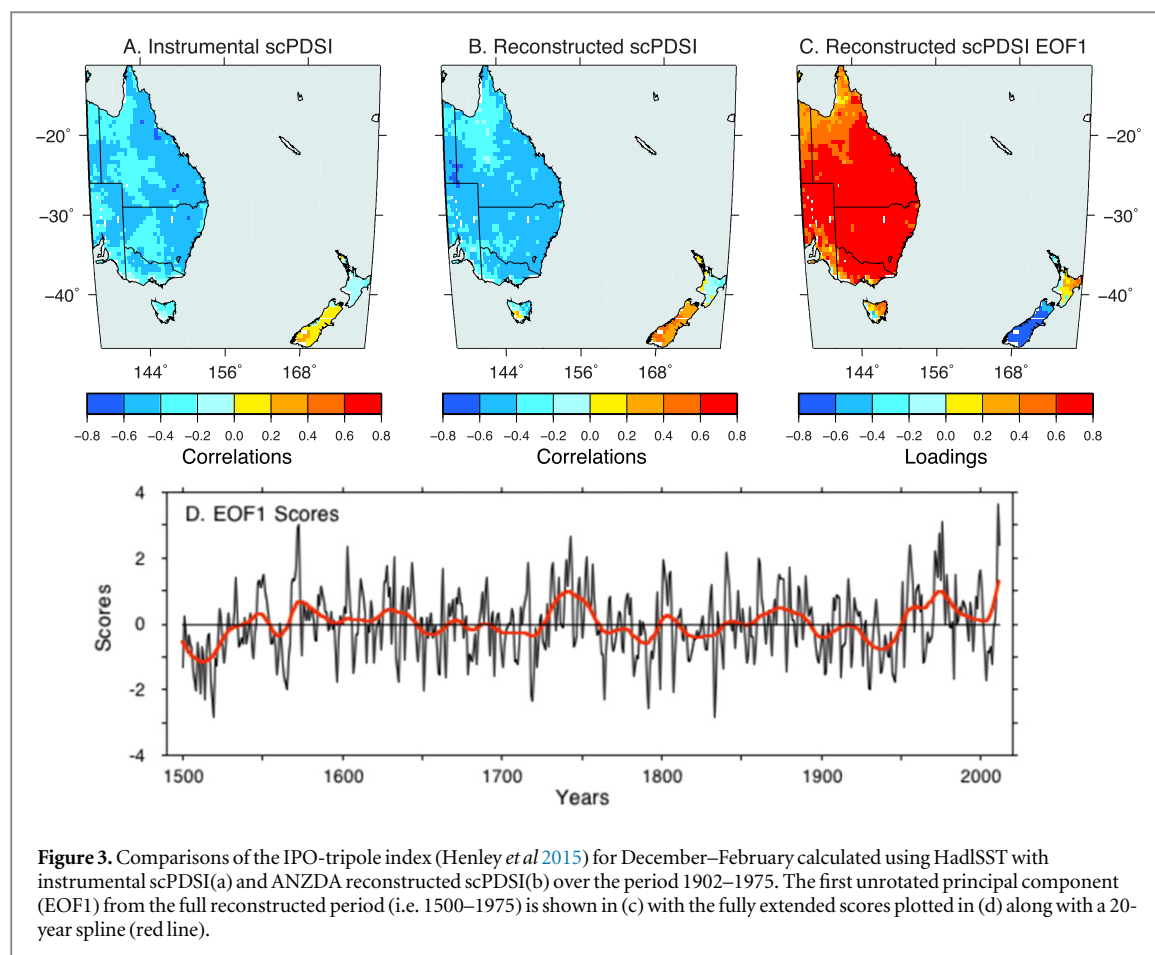 A. Instrumental scPDSI
B. Reconstructed scPDSI
C. Reconstructed scPDSI EOF1
−20° −20°
−30° −30°
−40° −40°
144° 156° 168°
144° 156° 168°
144° 156° 168°
−0.8 −0.6 −0.4 −0.2 0.0 0.2 0.4 0.6 0.8
Correlations
−0.8 −0.6 −0.4 −0.2 0.0 0.2 0.4 0.6 0.8
Correlations
−0.8 −0.6 −0.4 −0.2 0.0 0.2 0.4 0.6 0.8
Loadings
D. EOF1 Scores
4
2
0
-2
-4
Scores
1500 1600 1700 1800 1900 2000
Years
Figure 3. Comparisons of the IPO-tripole index (Henley et al 2015) for December–February calculated using HadlSST with
instrumental scPDSI(a) and ANZDA reconstructed scPDSI(b) over the period 1902–1975. The first unrotated principal component
(EOF1) from the full reconstructed period (i.e. 1500–1975) is shown in (c) with the fully extended scores plotted in (d) along with a 20-
year spline (red line).